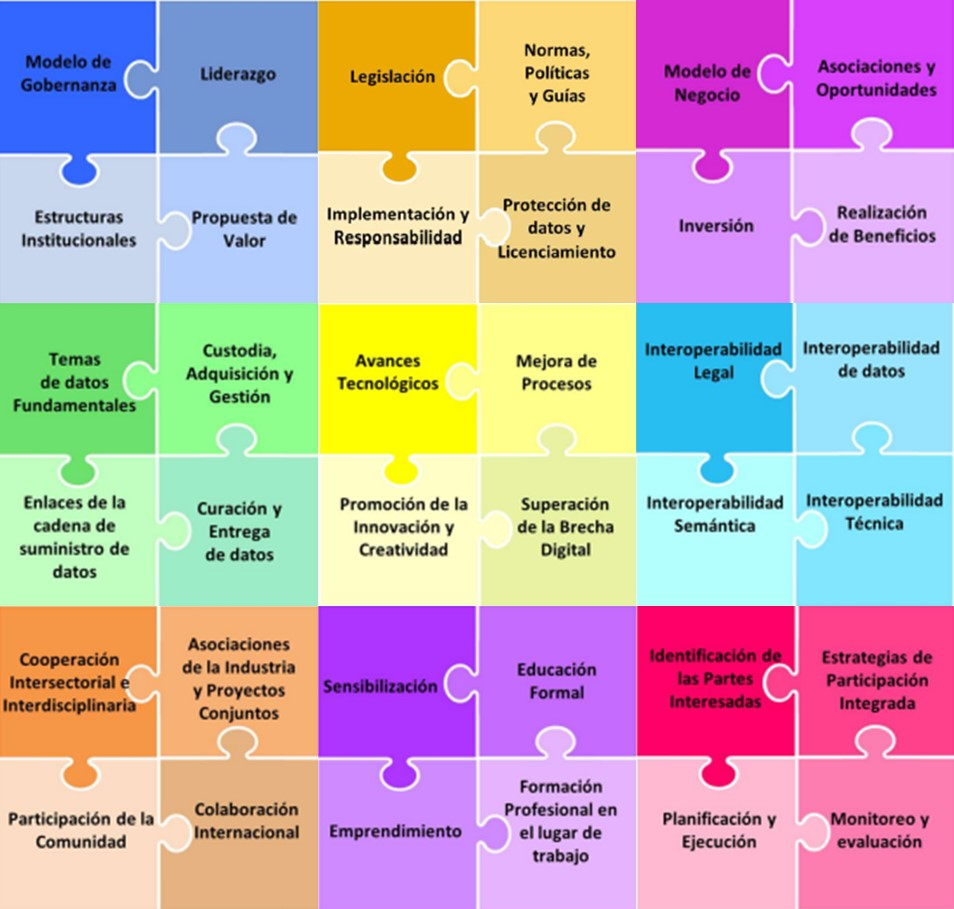 Modelo de
Gobernanza
Liderazgo
Estructuras
Institucionales
Propuesta de
Valor
Legislación
Normas,
Políticas
y Guías
Implementación y
Responsabilidad
Protección de
datos y
Licenciamiento
Modelo de
Negocio
Asociaciones y
Oportunidades
Inversión
Realización
de Beneficios
Temas
de datos
Fundamentales
Custodia,
Adquisición y
Gestión
Enlaces de la
cadena de
suministro de
datos
Curación y
Entrega
de datos
Avances
Tecnológicos
Mejora de
Procesos
Promoción de la
Innovación y
Creatividad
Superación
de la Brecha
Digital
Interoperabilidad
Legal
Interoperabilidad
de datos
Interoperabilidad
Semántica
Interoperabilidad
Técnica
Cooperación
Intersectorial e
Interdisciplinaria
Asociaciones
de la Industria
y Proyectos
Conjuntos
Participación de la
Comunidad
Colaboración
Internacional
Sensibilización
Educación
Formal
Emprendimiento
Formación
Profesional en
el lugar de
trabajo
Identificación de
las Partes
Interesadas
Estrategias de
Participación
Integrada
Planificación y
Ejecución
Monitoreo y
evaluación